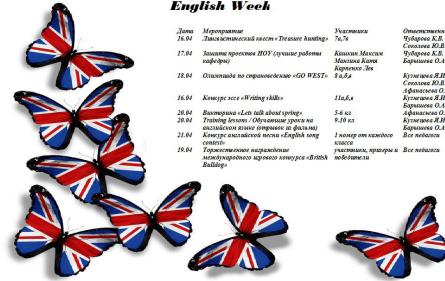 English Week
Дата Мероприятие Участники Ответственн
16.04 Лингвистический квест «Treasure hunting» 7а,7б Чударова К.В.
Соколова Ю.В.
17.04 Защита проектов НОУ (лучшие работы Кашкин Максим Чударова К.В.
кафедры) Макшна Катя Барышева О.А.
Карпенко Лев
18.04 Олимпиада по страноведению «GO WEST» 8 а,б,в Кузнецова Я.Н
Соколова Ю.В.
Афанасьева О.
16.04 Конкурс эссе «Writing skills» 11а,б,в Кузнецова Я.Н
Барышева О.А
20.04 Викторина «Lets talk about spring» 5-6 кл Афанасьева О.
20.04 Training lessons / Обучающие уроки на 9-10 кл Кузнецова Я.Н
английском языке (отрывок из фильма) Барышева О.А
21.04 Конкурс английской песни «English song 1 номер от каждого Все педагоги
contest» класса
19.04 Торжественное награждение участники, призеры и Все педагоги
международного игрового конкурса «British победители
Bulldog»